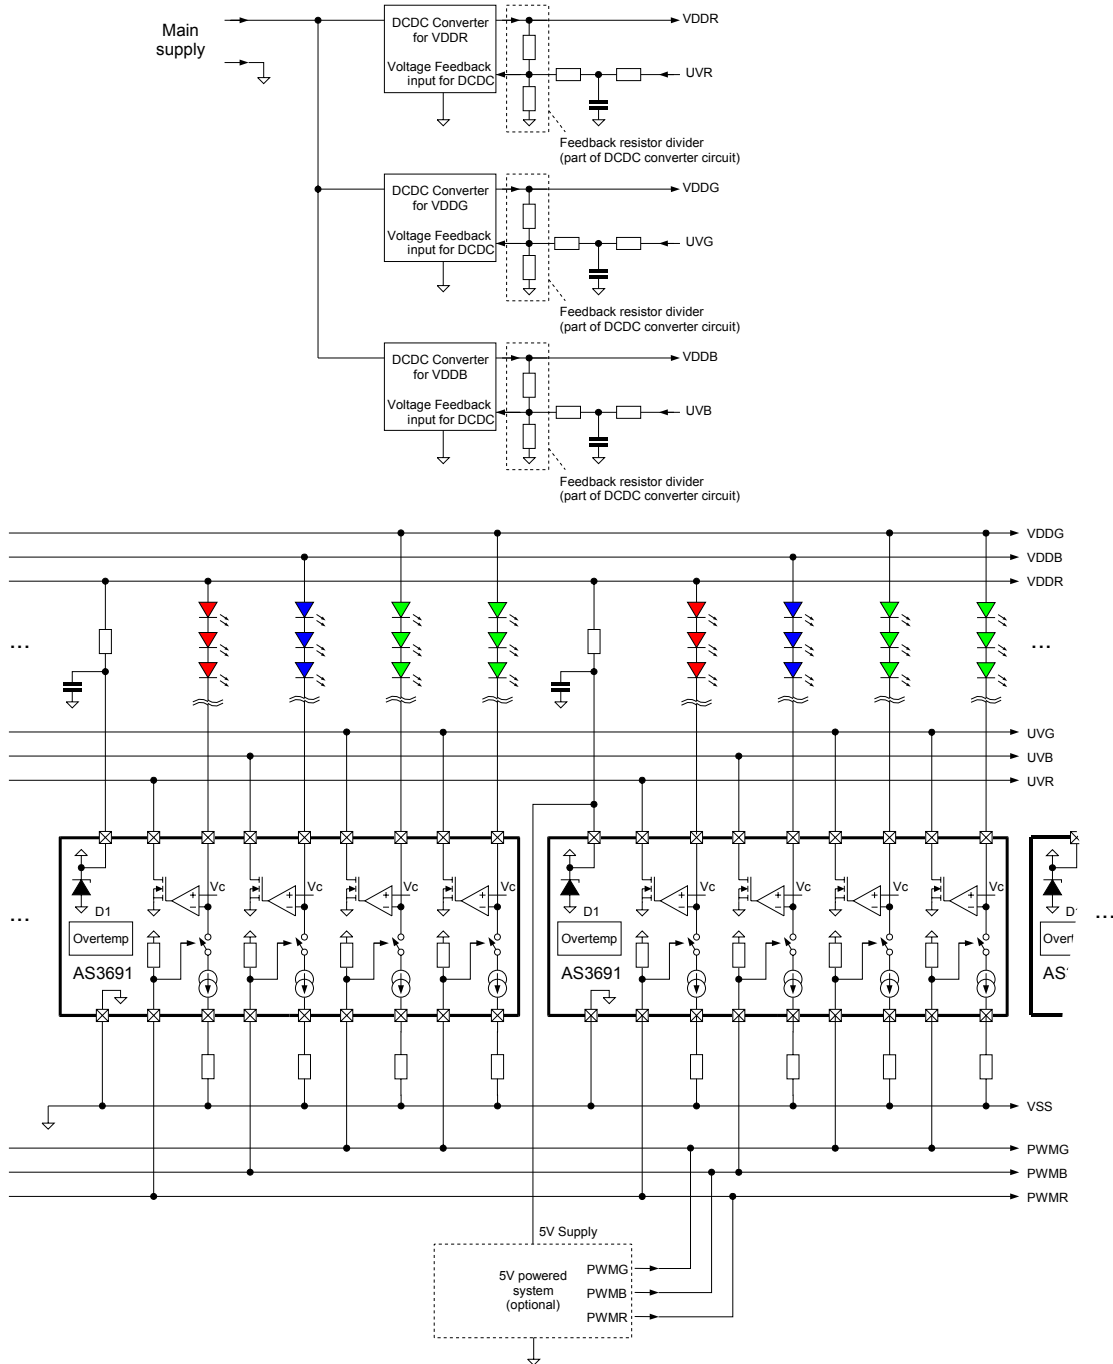 Main
supply
DCDC Converter
for VDDR
Voltage Feedback
input for DCDC
VDDR
UVR
Feedback resistor divider
(part of DCDC converter circuit)
DCDC Converter
for VDDG
Voltage Feedback
input for DCDC
VDDG
UVG
Feedback resistor divider
(part of DCDC converter circuit)
DCDC Converter
for VDDB
Voltage Feedback
input for DCDC
VDDB
UVB
Feedback resistor divider
(part of DCDC converter circuit)
VDDG
VDDB
VDDR
... ...
UVG
UVB
UVR
Vc Vc Vc Vc Vc Vc Vc Vc
+ + + + + + + +
− − − − − − − −
D1 D1 D1
... ...
Overtemp Overtemp Overt
AS3691 AS3691 AS
VSS
PWMG
PWMB
PWMR
5V Supply
5V powered
system
(optional)
PWMG
PWMB
PWMR